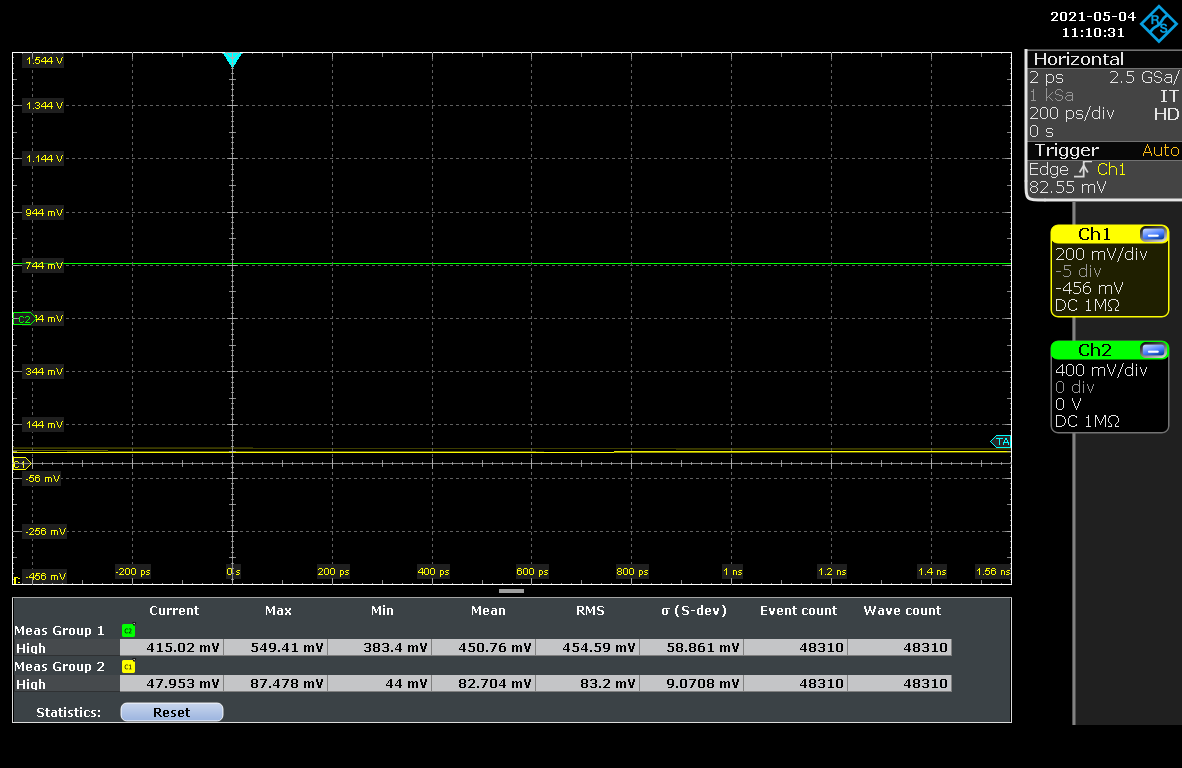 2021-05-04
11:10:31
R S
Horizontal
2 ps 2.5 GSa/
1 kSa IT
200 ps/div HD
0 s
Trigger Auto
Edge Ch1
82.55 mV
Ch1
200 mV/div
-5 div
-456 mV
DC 1MΩ
Ch2
400 mV/div
0 div
0 V
DC 1MΩ
1.544 V
1.344 V
1.144 V
944 mV
744 mV
C2 44 mV
344 mV
144 mV
TA
C1
-56 mV
-256 mV
-456 mV
-200 ps 0 s 200 ps 400 ps 600 ps 800 ps 1 ns 1.2 ns 1.4 ns 1.56 ns
Current Max Min Mean RMS σ (S-dev) Event count Wave count
Meas Group 1 C2
High 415.02 mV 549.41 mV 383.4 mV 450.76 mV 454.59 mV 58.861 mV 48310 48310
Meas Group 2 C1
High 47.953 mV 87.478 mV 44 mV 82.704 mV 83.2 mV 9.0708 mV 48310 48310
Statistics: Reset